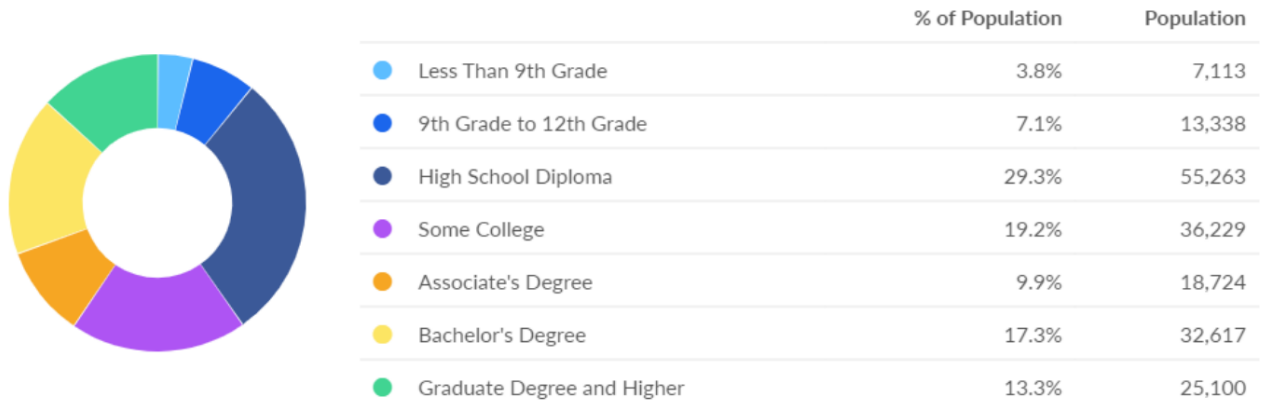 % of Population Population
Less Than 9th Grade 3.8% 7,113
9th Grade to 12th Grade 7.1% 13,338
High School Diploma 29.3% 55,263
Some College 19.2% 36,229
Associate's Degree 9.9% 18,724
Bachelor's Degree 17.3% 32,617
Graduate Degree and Higher 13.3% 25,100